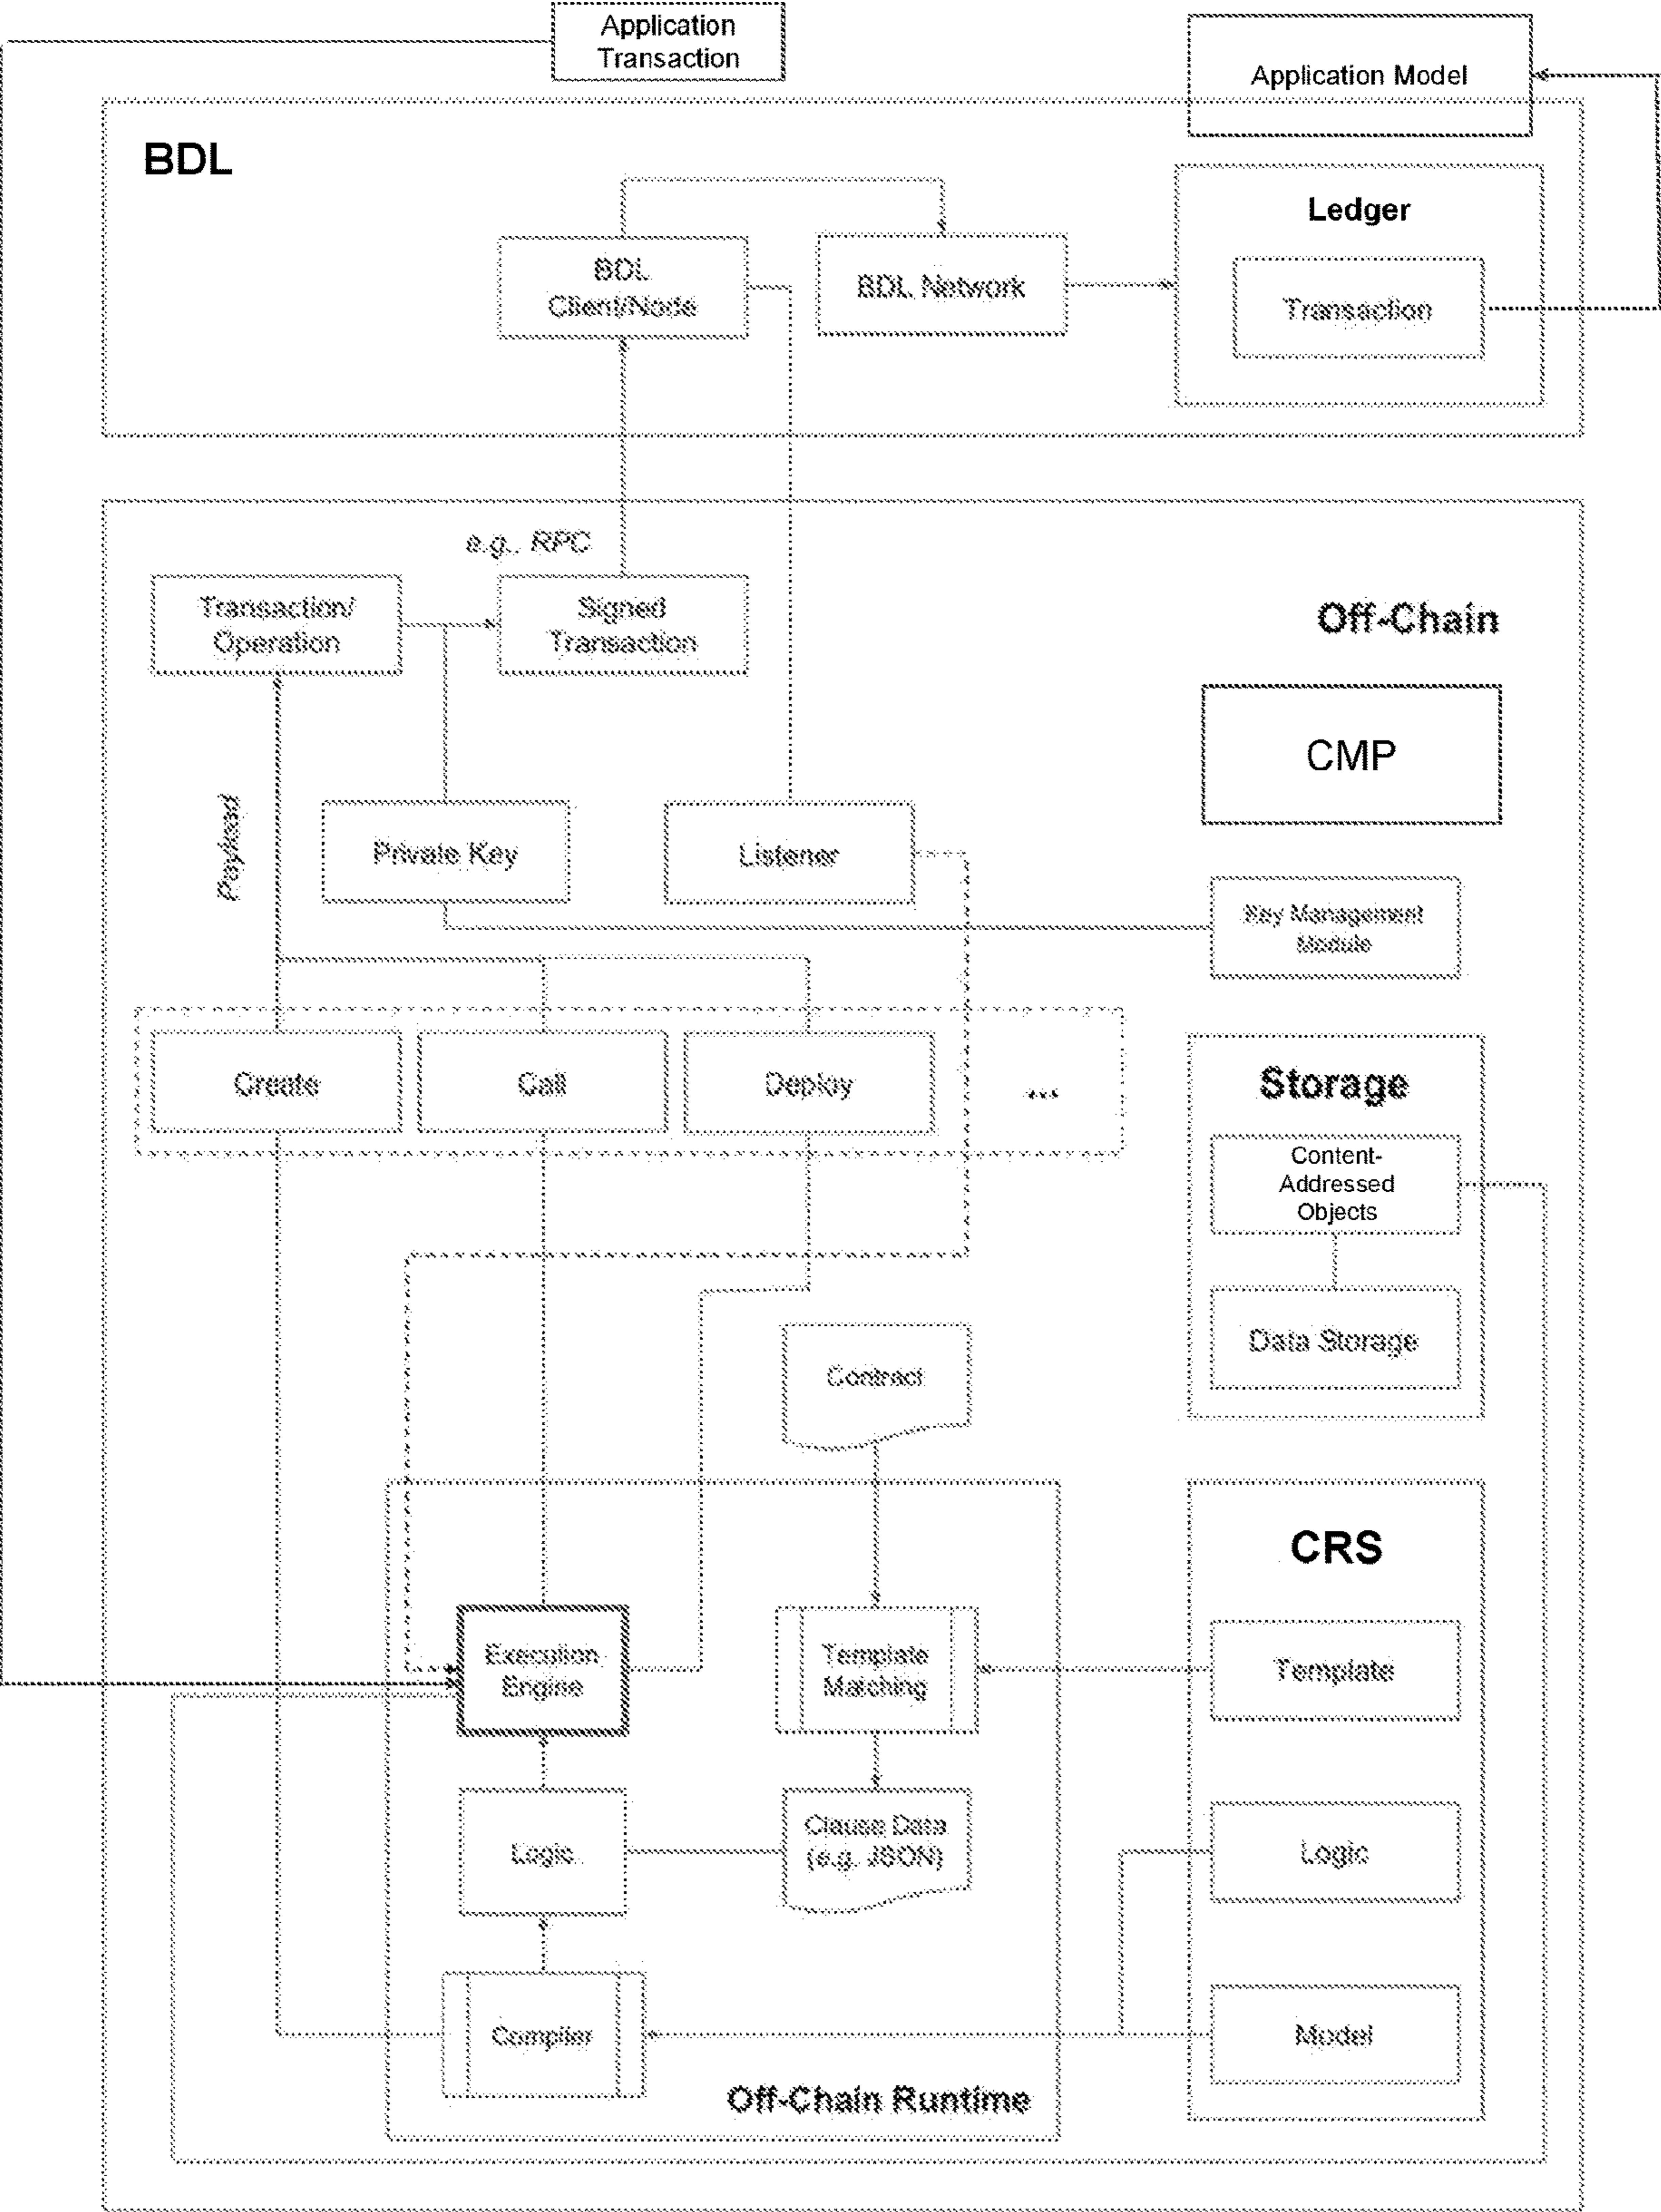 Application
Transaction
Application Model
BDL
Ledger
BDL
Client/Node
BDL Network
Transaction
e.g., RPC
Transaction/
Operation
Signed
Transaction
Off-Chain
CMP
Payload
Private Key
Listener
Key Management
Module
Create
Call
Deploy
...
Storage
Content-
Addressed
Objects
Data Storage
Contract
CRS
Execution
Engine
Template
Matching
Template
Logic
Clause Data
(e.g. JSON)
Logic
Compiler
Model
Off-Chain Runtime